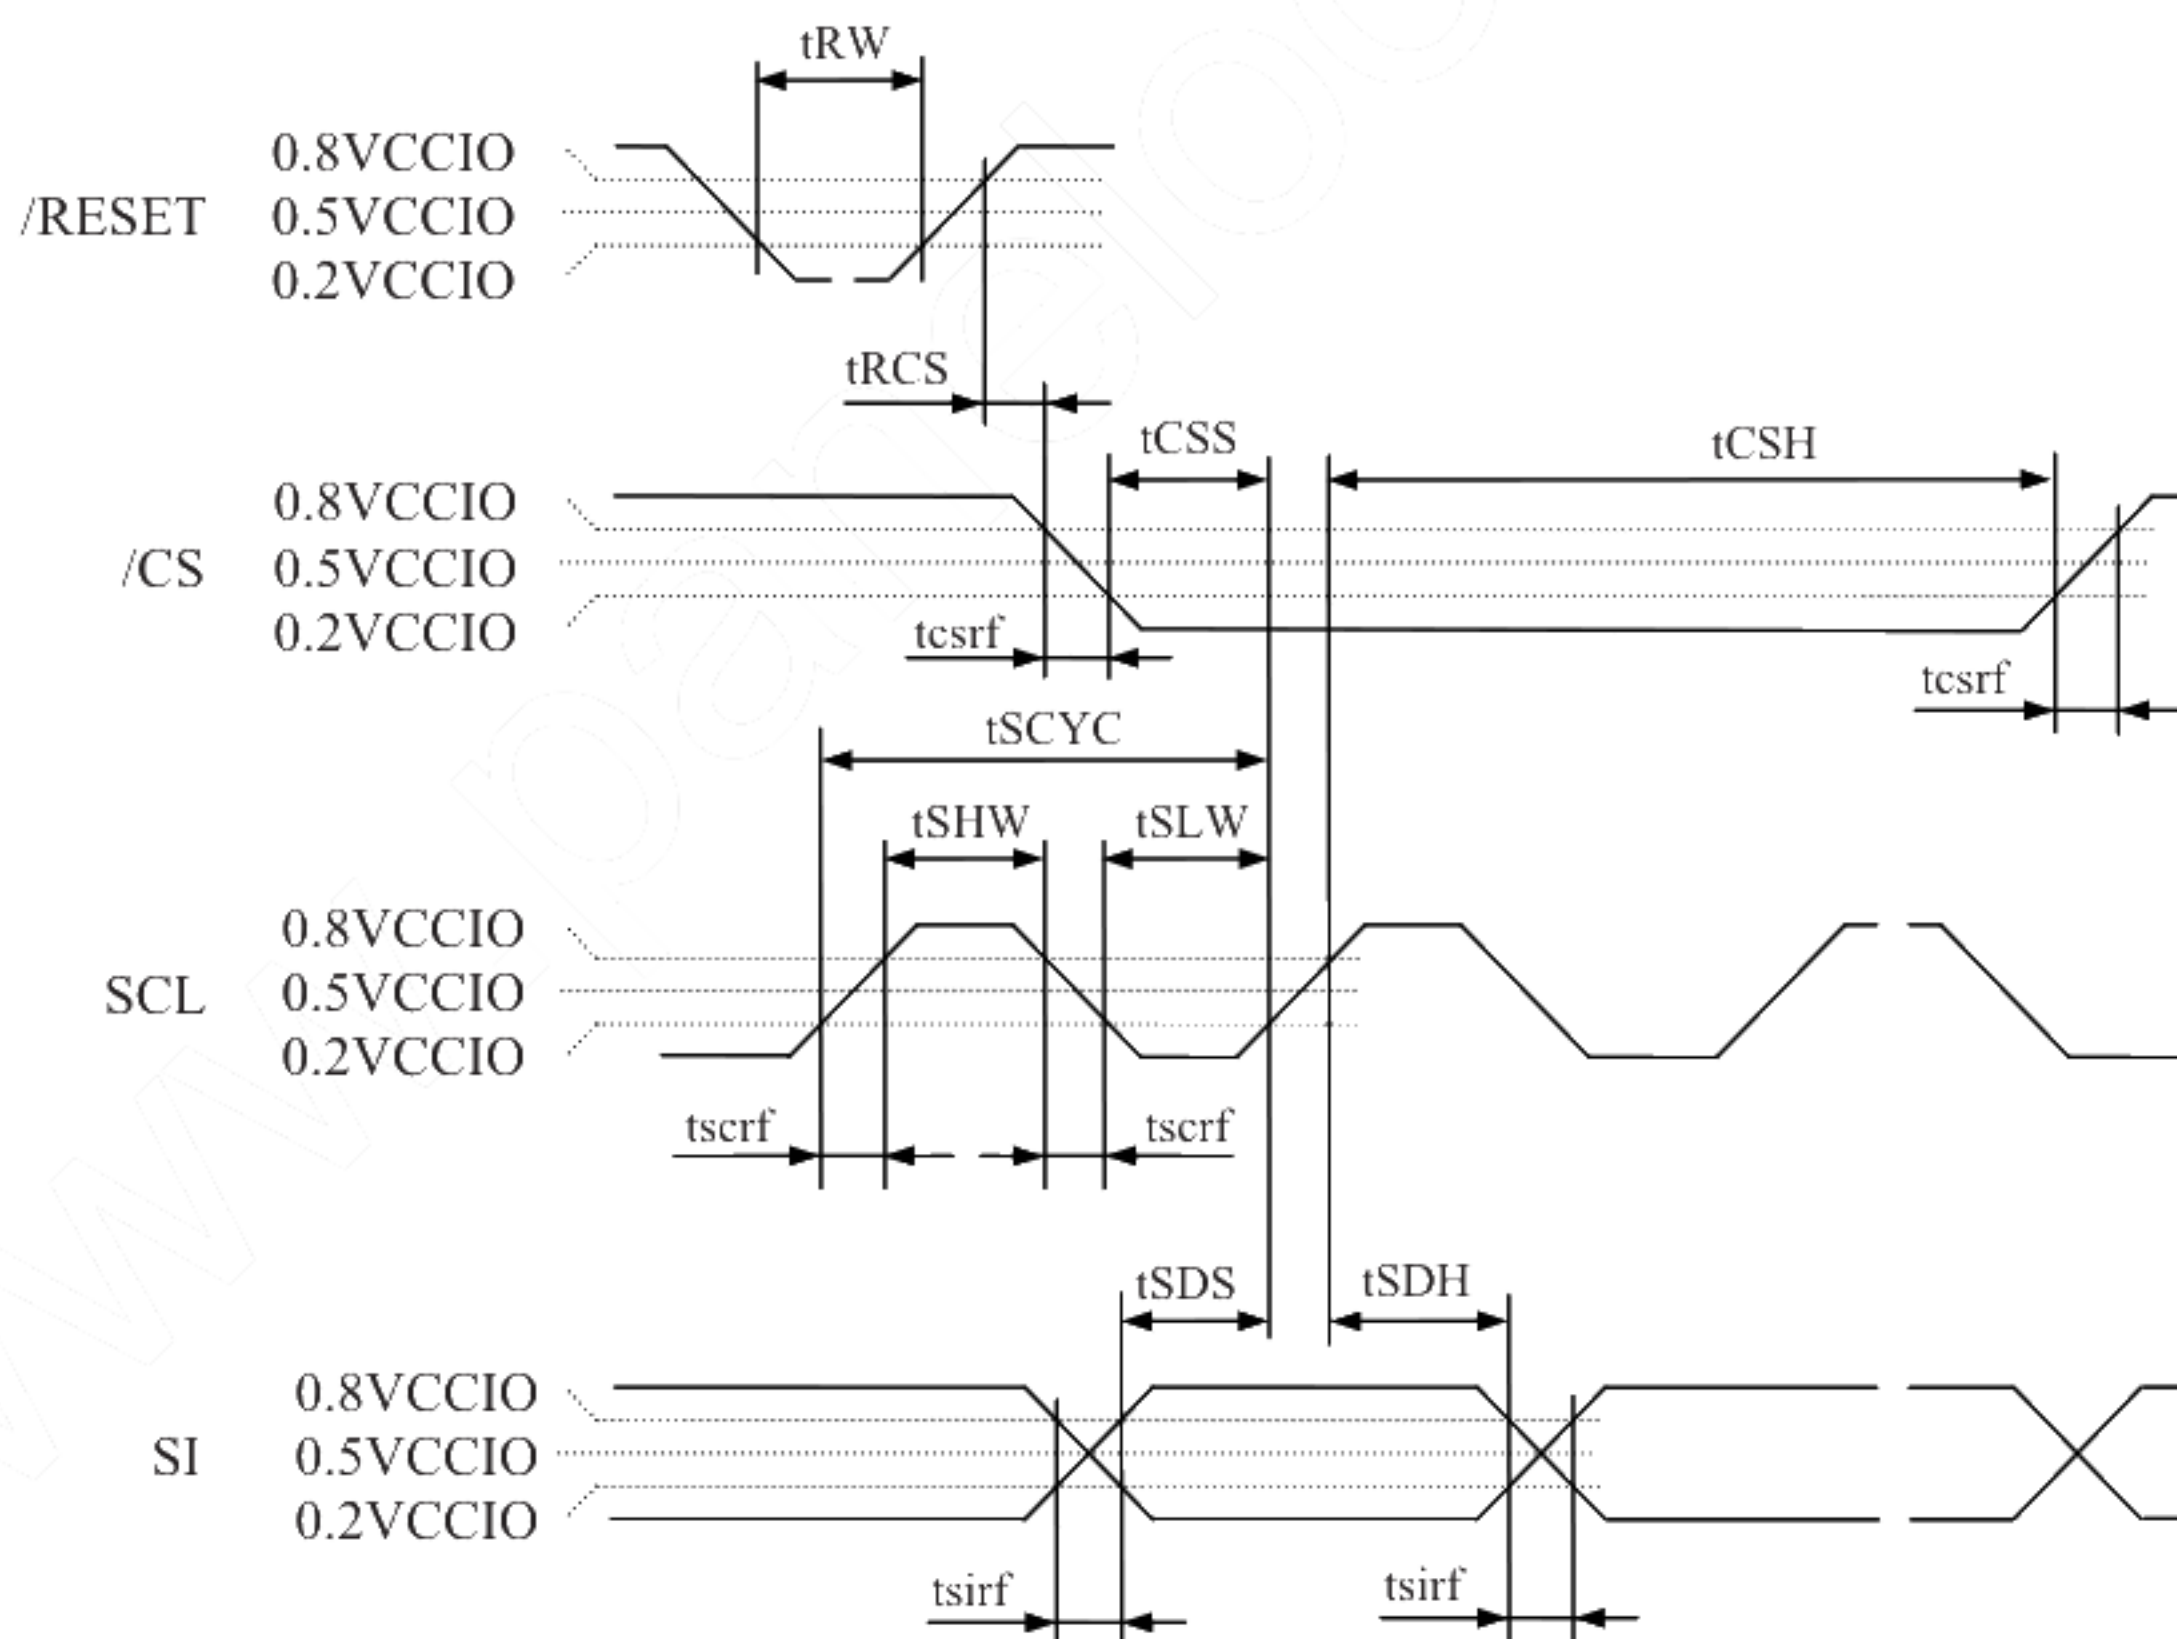 tRW
0.8VCCIO
/RESET 0.5VCCIO
0.2VCCIO
tRCS
tCSS tCSH
0.8VCCIO
/CS 0.5VCCIO
0.2VCCIO
tcsrf
tcsrf
tSCYC
tSHW tSLW
0.8VCCIO
SCL 0.5VCCIO
0.2VCCIO
tscrf tscrf
tSDS tSDH
0.8VCCIO
SI 0.5VCCIO
0.2VCCIO
tsirf tsirf